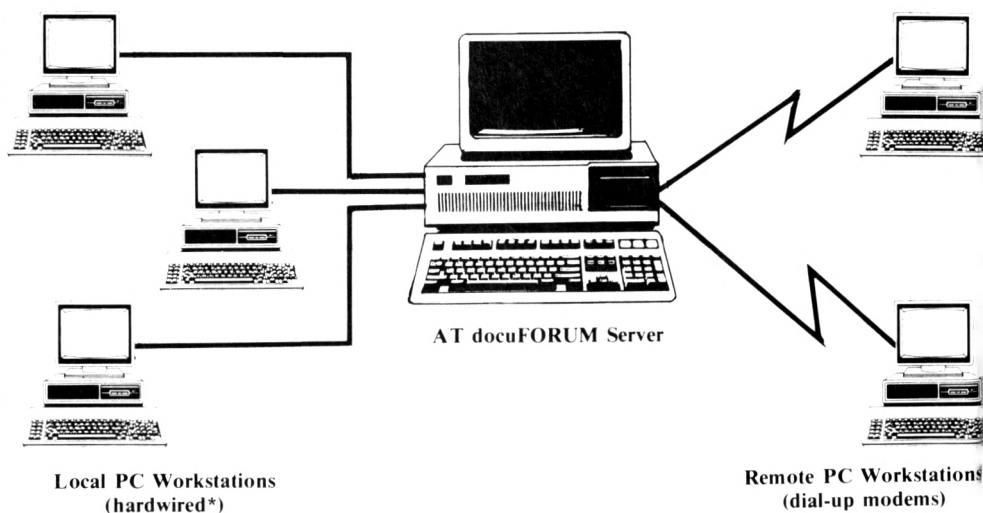 AT docuFORUM Server
Local PC Workstations
(hardwired*)
Remote PC Workstations
(dial-up modems)